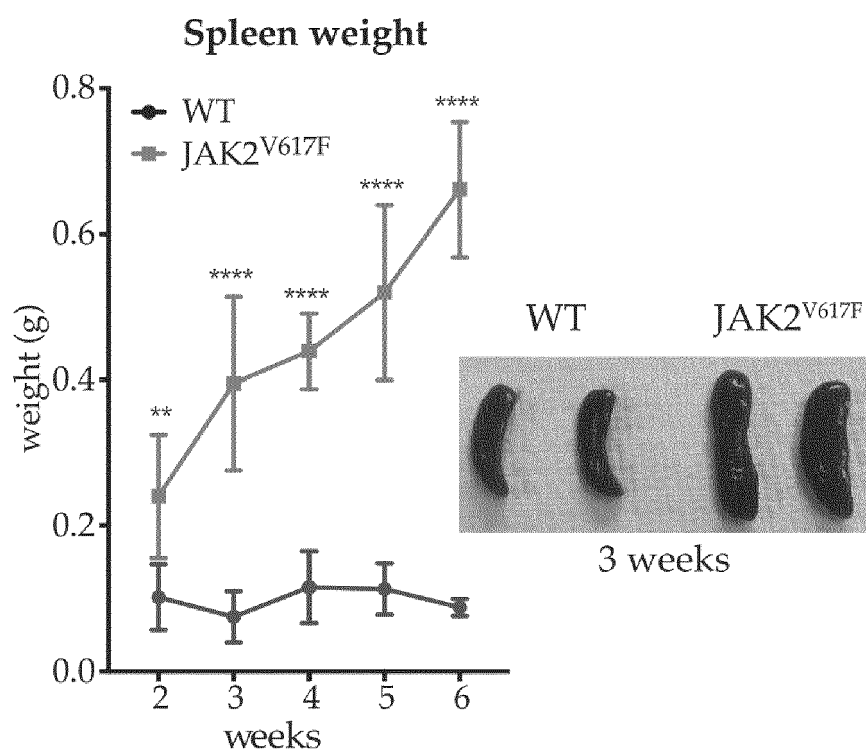 Spleen weight
WT
JAK2V617F
weight (g)
0.8
0.6
0.4
0.2
0.0
**
****
****
****
****
2 3 4 5 6
weeks
WT JAK2V617F
3 weeks